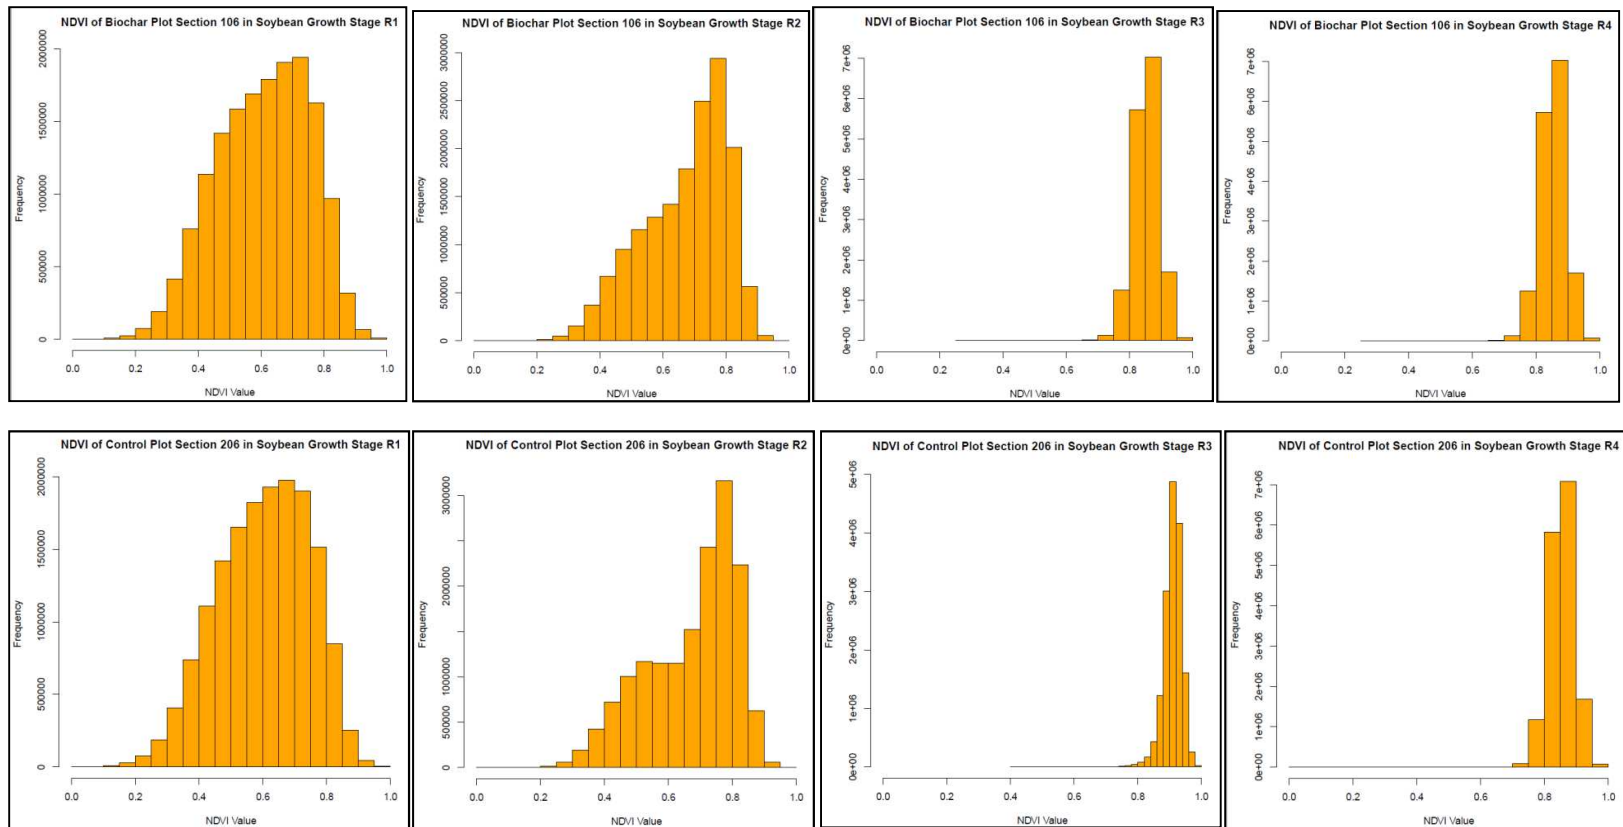 NDVI of Biochar Plot Section 106 in Soybean Growth Stage R1
Frequency
0
500000
1000000
1500000
2000000
0.0 0.2 0.4 0.6 0.8 1.0
NDVI Value
NDVI of Biochar Plot Section 106 in Soybean Growth Stage R2
Frequency
0
500000
1000000
1500000
2000000
2500000
3000000
0.0 0.2 0.4 0.6 0.8 1.0
NDVI Value
NDVI of Biochar Plot Section 106 in Soybean Growth Stage R3
Frequency
0e+00
1e+06
2e+06
3e+06
4e+06
5e+06
6e+06
7e+06
0.0 0.2 0.4 0.6 0.8 1.0
NDVI Value
NDVI of Biochar Plot Section 106 in Soybean Growth Stage R4
Frequency
0e+00
1e+06
2e+06
3e+06
4e+06
5e+06
6e+06
7e+06
0.0 0.2 0.4 0.6 0.8 1.0
NDVI Value
NDVI of Control Plot Section 206 in Soybean Growth Stage R1
Frequency
0
500000
1000000
1500000
2000000
0.0 0.2 0.4 0.6 0.8 1.0
NDVI Value
NDVI of Control Plot Section 206 in Soybean Growth Stage R2
Frequency
0
500000
1000000
2000000
3000000
0.0 0.2 0.4 0.6 0.8 1.0
NDVI Value
NDVI of Control Plot Section 206 in Soybean Growth Stage R3
Frequency
0e+00
1e+06
2e+06
3e+06
4e+06
5e+06
0.0 0.2 0.4 0.6 0.8 1.0
NDVI Value
NDVI of Control Plot Section 206 in Soybean Growth Stage R4
Frequency
0e+00
1e+06
2e+06
3e+06
4e+06
5e+06
6e+06
7e+06
0.0 0.2 0.4 0.6 0.8 1.0
NDVI Value